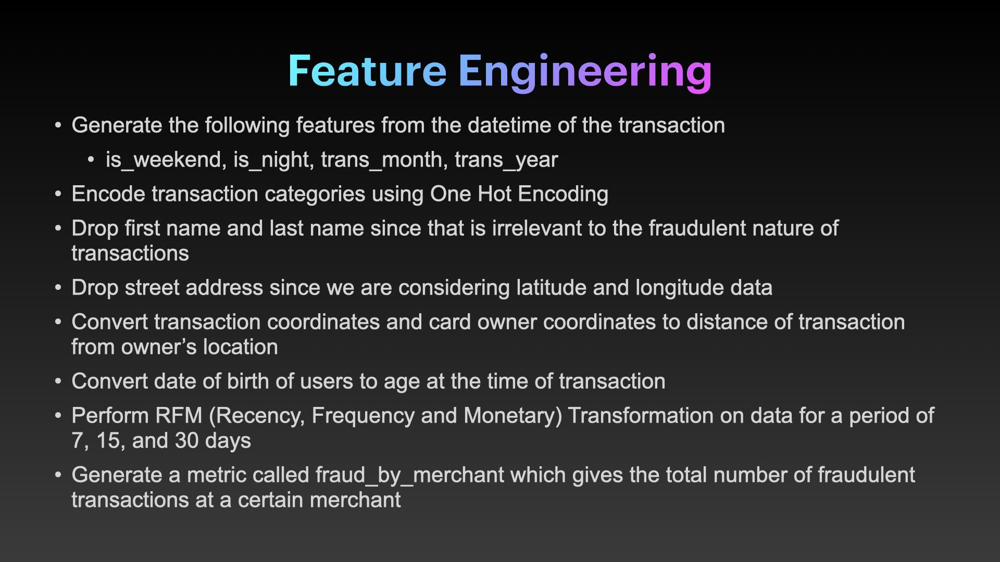 Feature Engineering
• Generate the following features from the datetime of the transaction
• is_weekend, is_night, trans_month, trans_year
• Encode transaction categories using One Hot Encoding
• Drop first name and last name since that is irrelevant to the fraudulent nature of
transactions
• Drop street address since we are considering latitude and longitude data
• Convert transaction coordinates and card owner coordinates to distance of transaction
from owner’s location
• Convert date of birth of users to age at the time of transaction
• Perform RFM (Recency, Frequency and Monetary) Transformation on data for a period of
7, 15, and 30 days
• Generate a metric called fraud_by_merchant which gives the total number of fraudulent
transactions at a certain merchant